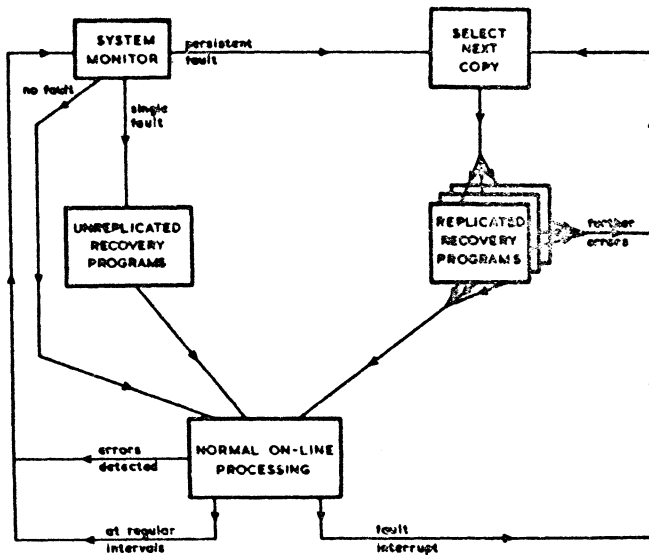 SYSTEM
MONITOR
persistent
fault
SELECT
NEXT
COPY
no fault
single
fault
UNREPLICATED
RECOVERY
PROGRAMS
REPLICATED
RECOVERY
PROGRAMS
further
errors
NORMAL ON-LINE
PROCESSING
errors
detected
at regular
intervals
fault
interrupt